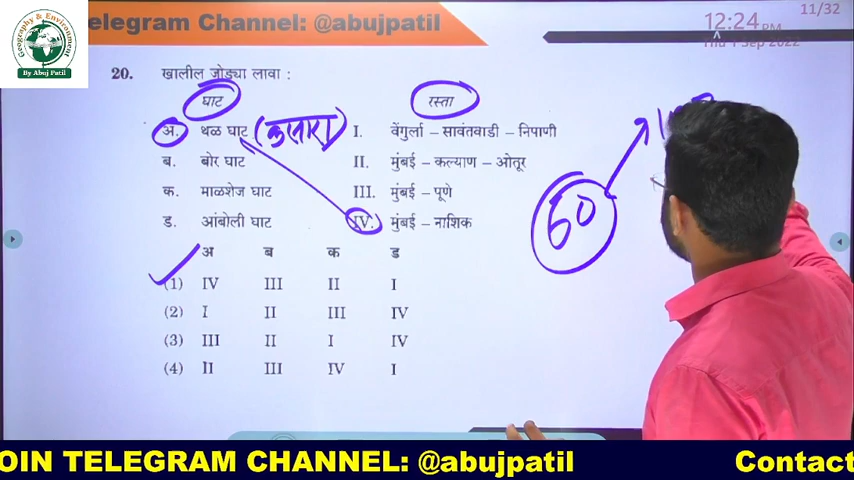 elegram Channel: @abujpatil
12:24 PM
Thu 1 Sep 2022
11/32
Geography & Environment
By Abuj Patil
20. खालील जोड्या लावा :
घाट रस्ता
अ. थळ घाट (कसारा) I. वेंगुर्ला – सावंतवाडी – निपाणी
ब. बोर घाट II. मुंबई – कल्याण – ओतूर
क. माळशेज घाट III. मुंबई – पूणे
ड. आंबोली घाट IV. मुंबई – नाशिक
60
अ ब क ड
(1) IV III II I
(2) I II III IV
(3) III II I IV
(4) II III IV I
OIN TELEGRAM CHANNEL: @abujpatil Contact